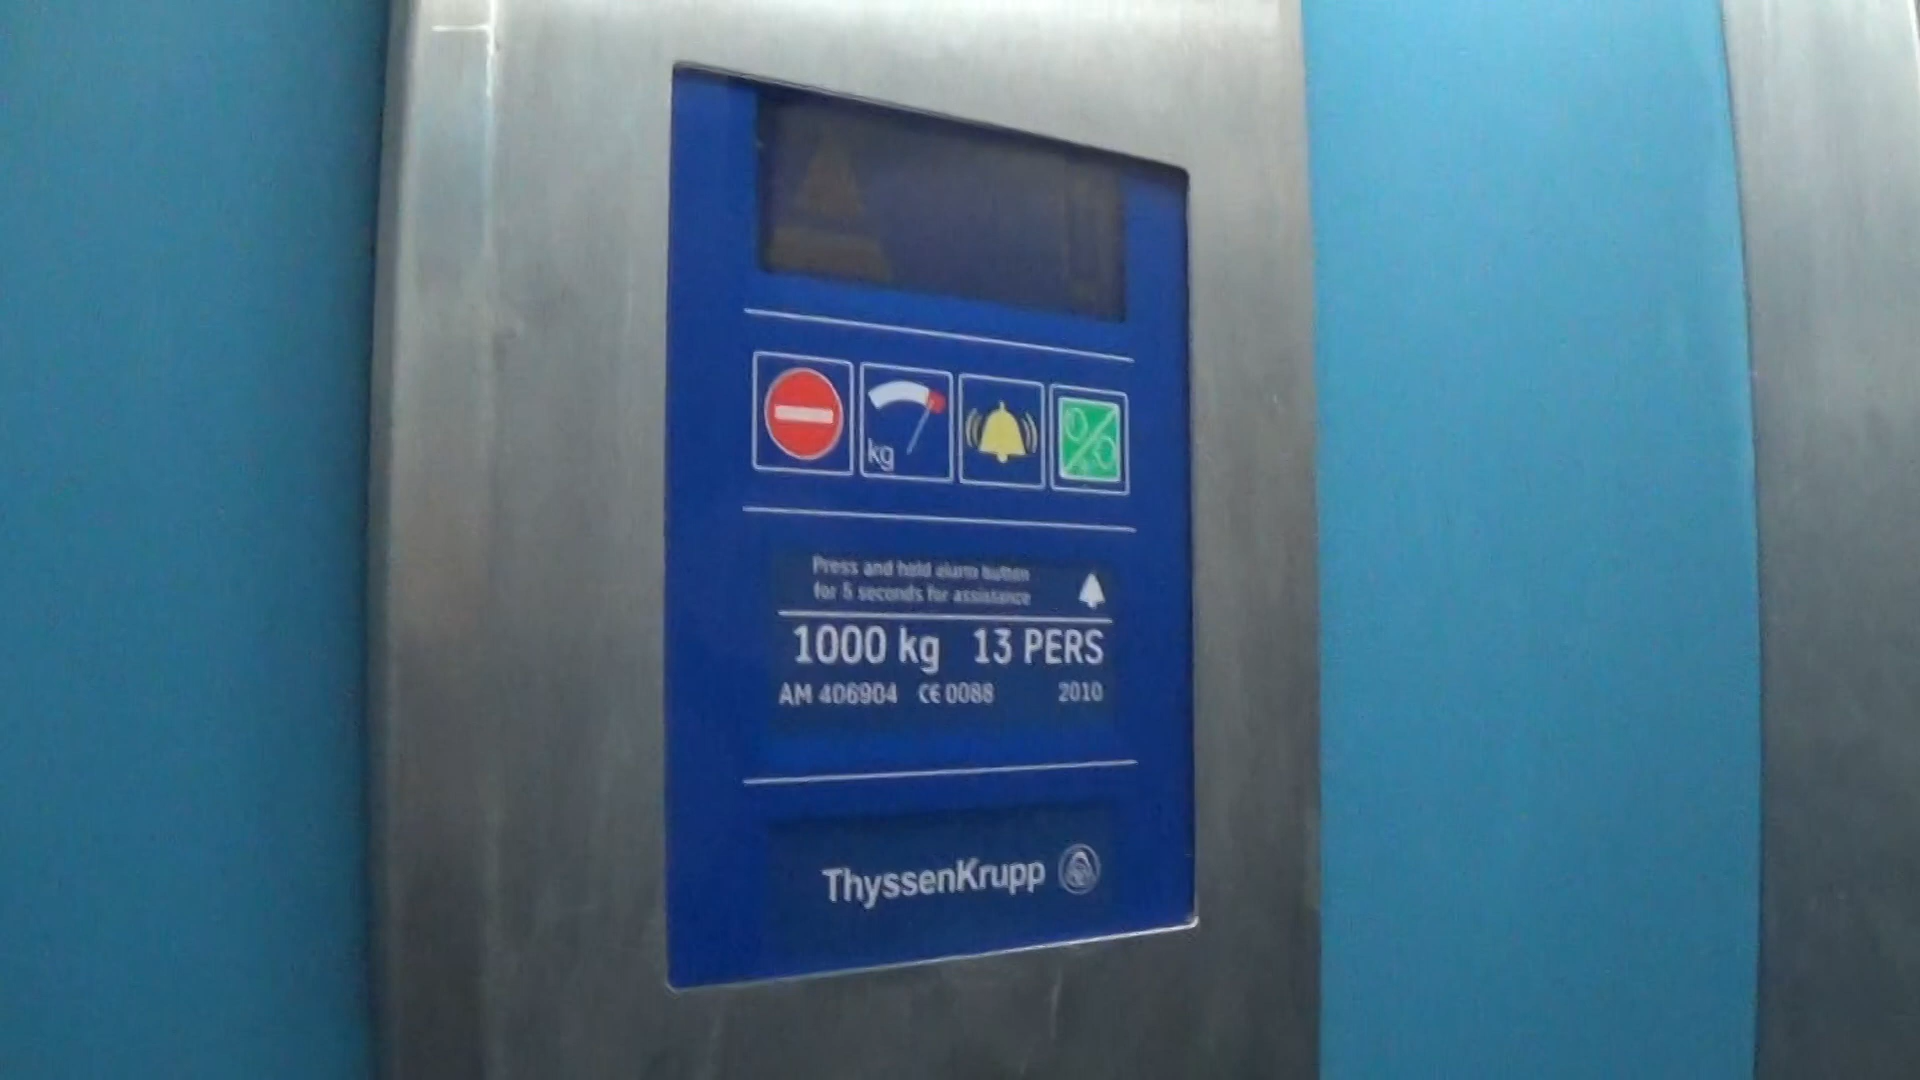 kg
Press and hold alarm button
for 5 seconds for assistance
1000 kg 13 PERS
AM 406904 CE 0088 2010
ThyssenKrupp